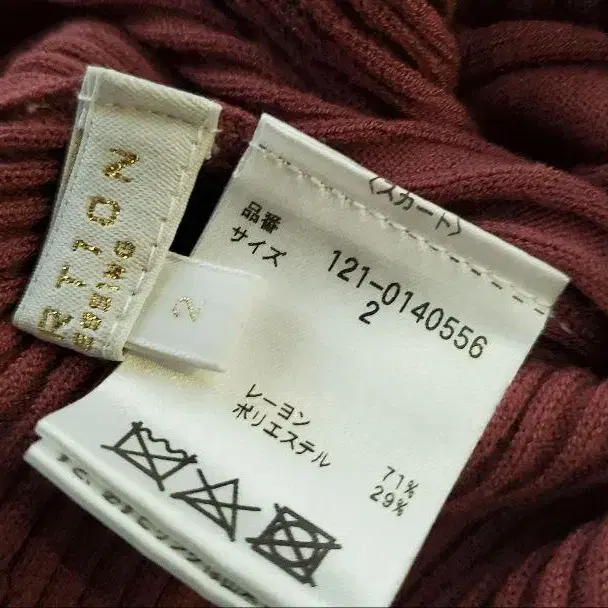 〈スカート〉
品番 121-0140556
サイズ 2
レーヨン 71%
ポリエステル 29%
RTION
2